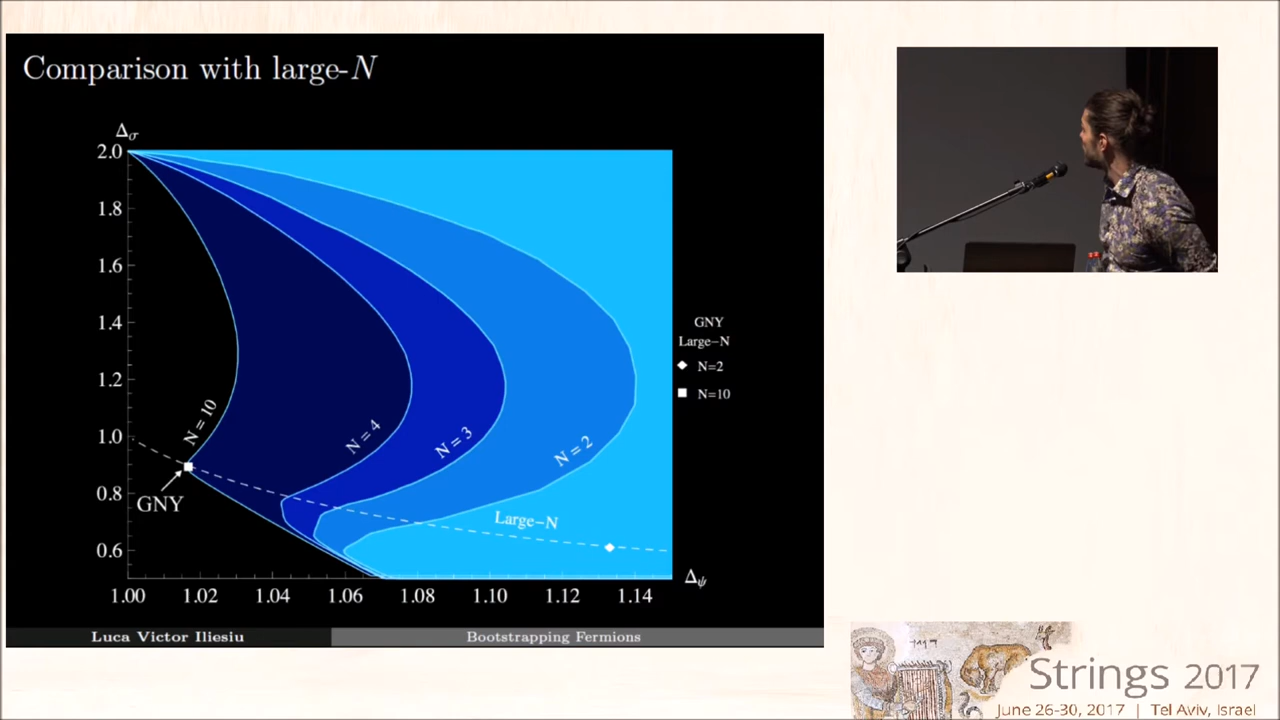 Comparison with large-N
Δσ
2.0
1.8
1.6
1.4
1.2
1.0
0.8
0.6
N = 10
N = 4
N = 3
N = 2
GNY
Large-N
GNY
Large-N
N=2
N=10
Δψ
1.00 1.02 1.04 1.06 1.08 1.10 1.12 1.14
Luca Victor Iliesiu Bootstrapping Fermions
Strings 2017
June 26-30, 2017 | Tel Aviv, Israel